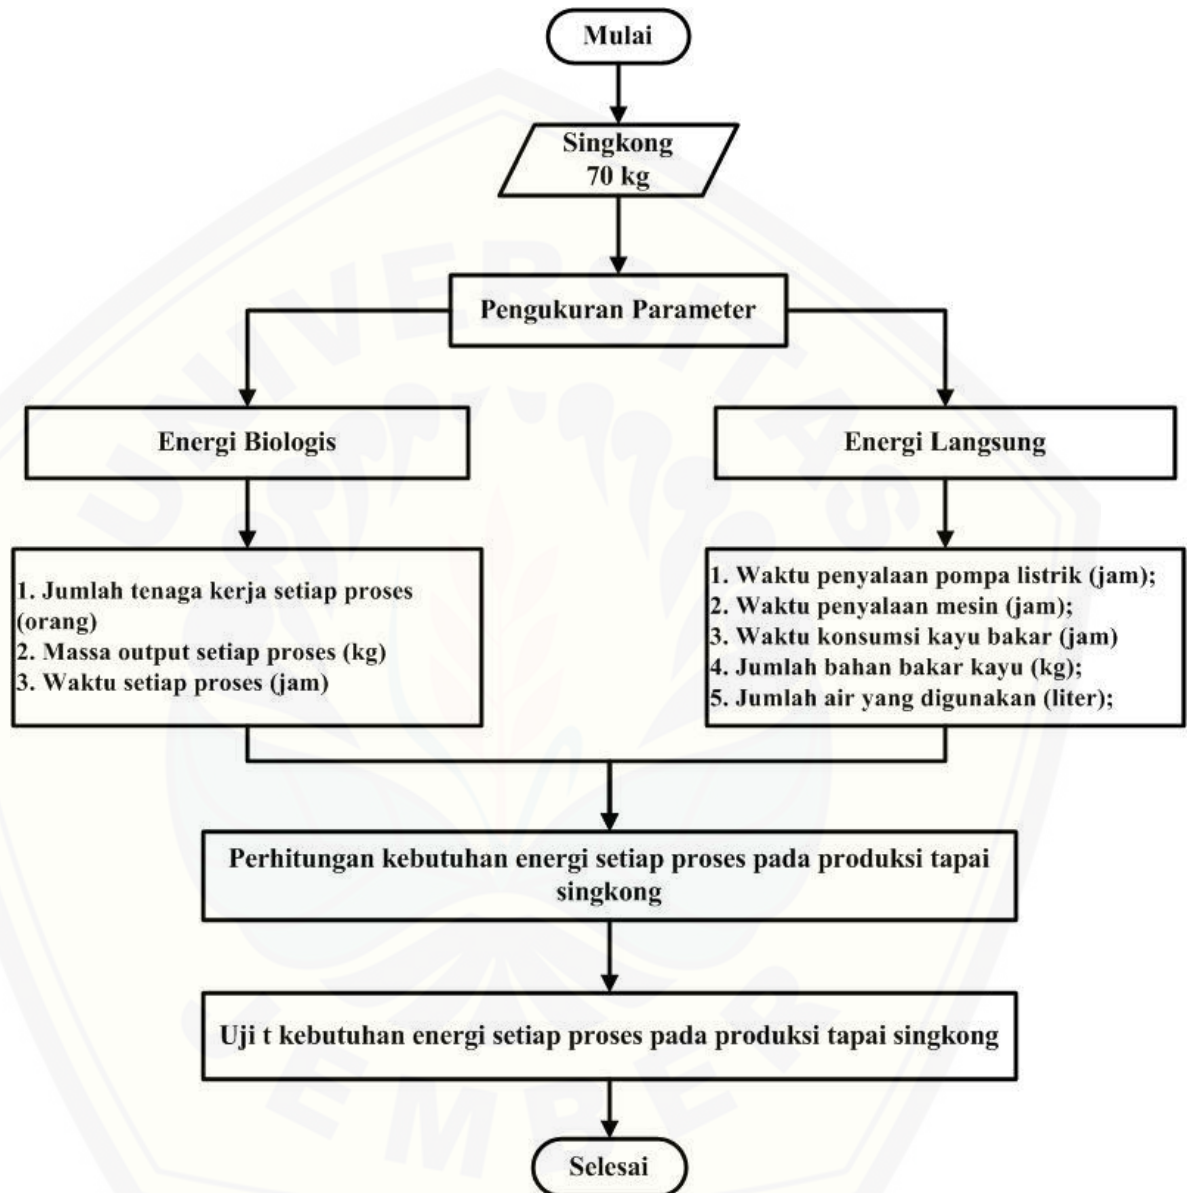 Mulai
Singkong
70 kg
Pengukuran Parameter
Energi Biologis
Energi Langsung
1. Jumlah tenaga kerja setiap proses
(orang)
2. Massa output setiap proses (kg)
3. Waktu setiap proses (jam)
1. Waktu penyalaan pompa listrik (jam);
2. Waktu penyalaan mesin (jam);
3. Waktu konsumsi kayu bakar (jam)
4. Jumlah bahan bakar kayu (kg);
5. Jumlah air yang digunakan (liter);
Perhitungan kebutuhan energi setiap proses pada produksi tapai
singkong
Uji t kebutuhan energi setiap proses pada produksi tapai singkong
Selesai
UNIVERSITAS
JEMBER